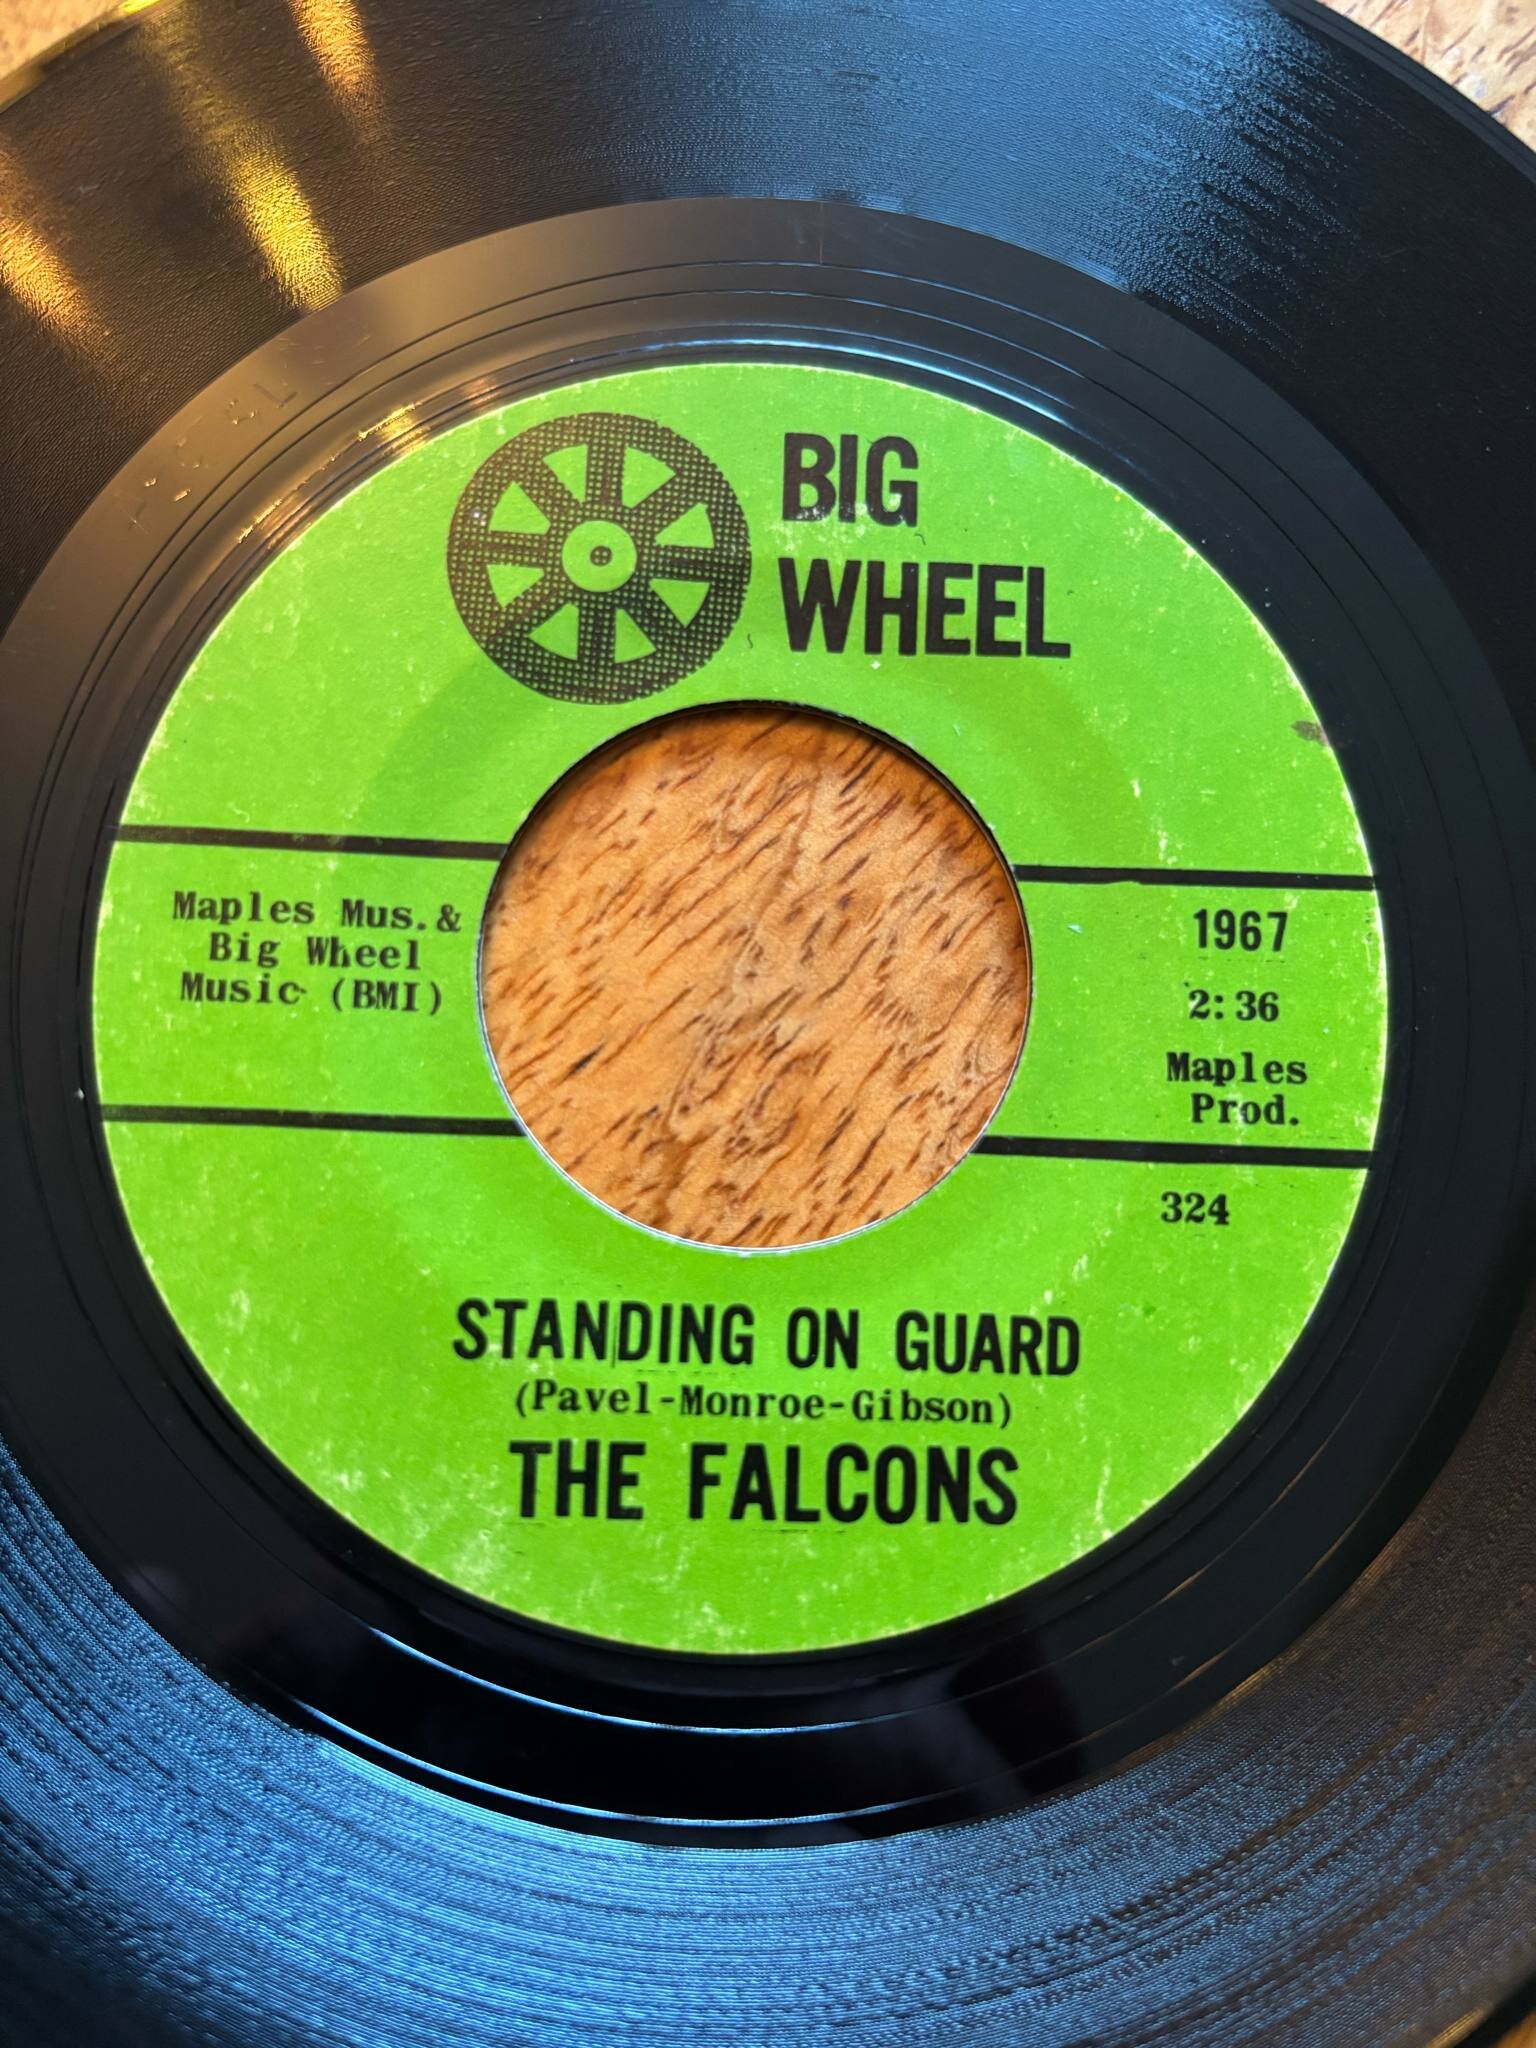 BIG
WHEEL
Maples Mus.&
Big Wheel
Music (BMI)
1967
2:36
Maples
Prod.
324
STANDING ON GUARD
(Pavel-Monroe-Gibson)
THE FALCONS